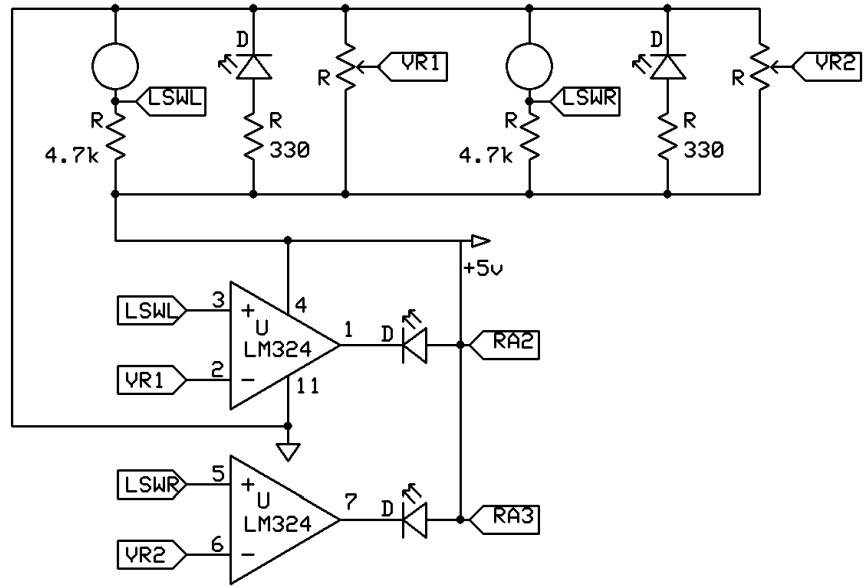 D
D
VR1
VR2
R
R
LSWL
LSWR
R
R
R
R
4.7k
330
4.7k
330
+5v
LSWL
3
+
4
U
LM324
1
D
RA2
VR1
2
−
11
LSWR
5
+
U
LM324
7
D
RA3
VR2
6
−